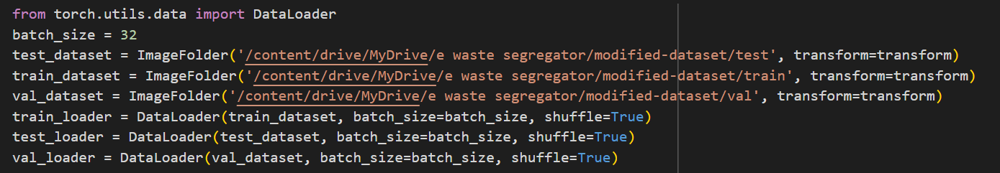 from torch.utils.data import DataLoader
batch_size = 32
test_dataset = ImageFolder('/content/drive/MyDrive/e waste segregator/modified-dataset/test', transform=transform)
train_dataset = ImageFolder('/content/drive/MyDrive/e waste segregator/modified-dataset/train', transform=transform)
val_dataset = ImageFolder('/content/drive/MyDrive/e waste segregator/modified-dataset/val', transform=transform)
train_loader = DataLoader(train_dataset, batch_size=batch_size, shuffle=True)
test_loader = DataLoader(test_dataset, batch_size=batch_size, shuffle=True)
val_loader = DataLoader(val_dataset, batch_size=batch_size, shuffle=True)